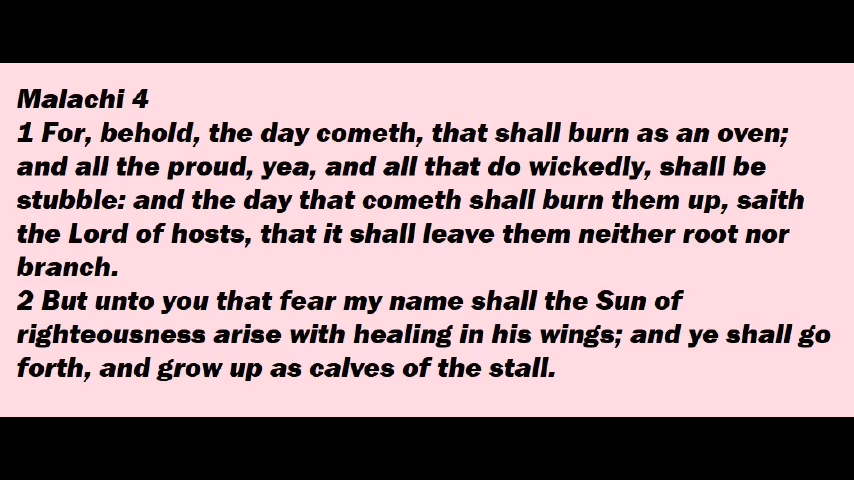 Malachi 4
1 For, behold, the day cometh, that shall burn as an oven;
and all the proud, yea, and all that do wickedly, shall be
stubble: and the day that cometh shall burn them up, saith
the Lord of hosts, that it shall leave them neither root nor
branch.
2 But unto you that fear my name shall the Sun of
righteousness arise with healing in his wings; and ye shall go
forth, and grow up as calves of the stall.